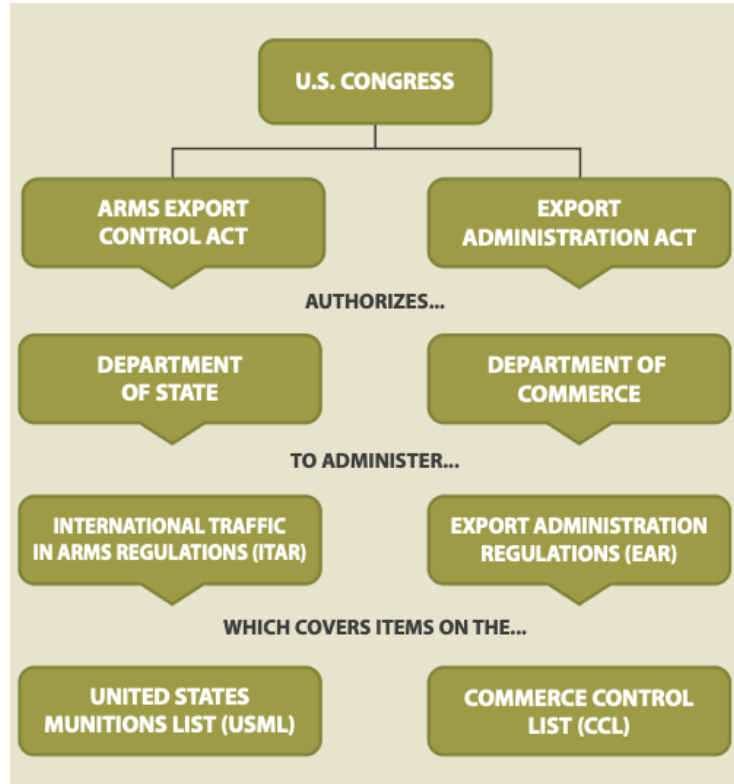 U.S. CONGRESS
ARMS EXPORT
CONTROL ACT
EXPORT
ADMINISTRATION ACT
AUTHORIZES...
DEPARTMENT
OF STATE
DEPARTMENT OF
COMMERCE
TO ADMINISTER...
INTERNATIONAL TRAFFIC
IN ARMS REGULATIONS (ITAR)
EXPORT ADMINISTRATION
REGULATIONS (EAR)
WHICH COVERS ITEMS ON THE...
UNITED STATES
MUNITIONS LIST (USML)
COMMERCE CONTROL
LIST (CCL)